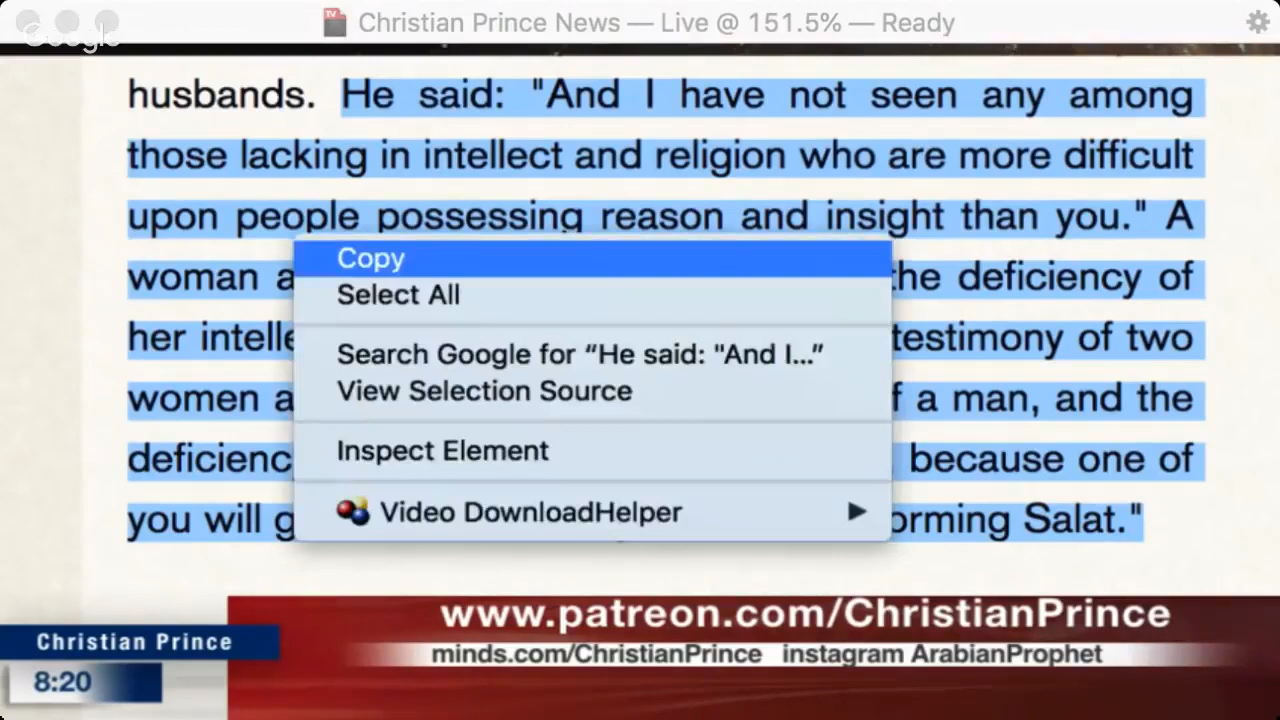 Christian Prince News — Live @ 151.5% — Ready
Google
husbands. He said: "And I have not seen any among
those lacking in intellect and religion who are more difficult
upon people possessing reason and insight than you." A
woman a
the deficiency of
her intelle
testimony of two
women a
f a man, and the
deficienc
because one of
you will g
orming Salat."
Copy
Select All
Search Google for “He said: "And I...”
View Selection Source
Inspect Element
Video DownloadHelper
www.patreon.com/ChristianPrince
minds.com/ChristianPrince instagram ArabianProphet
Christian Prince
8:20